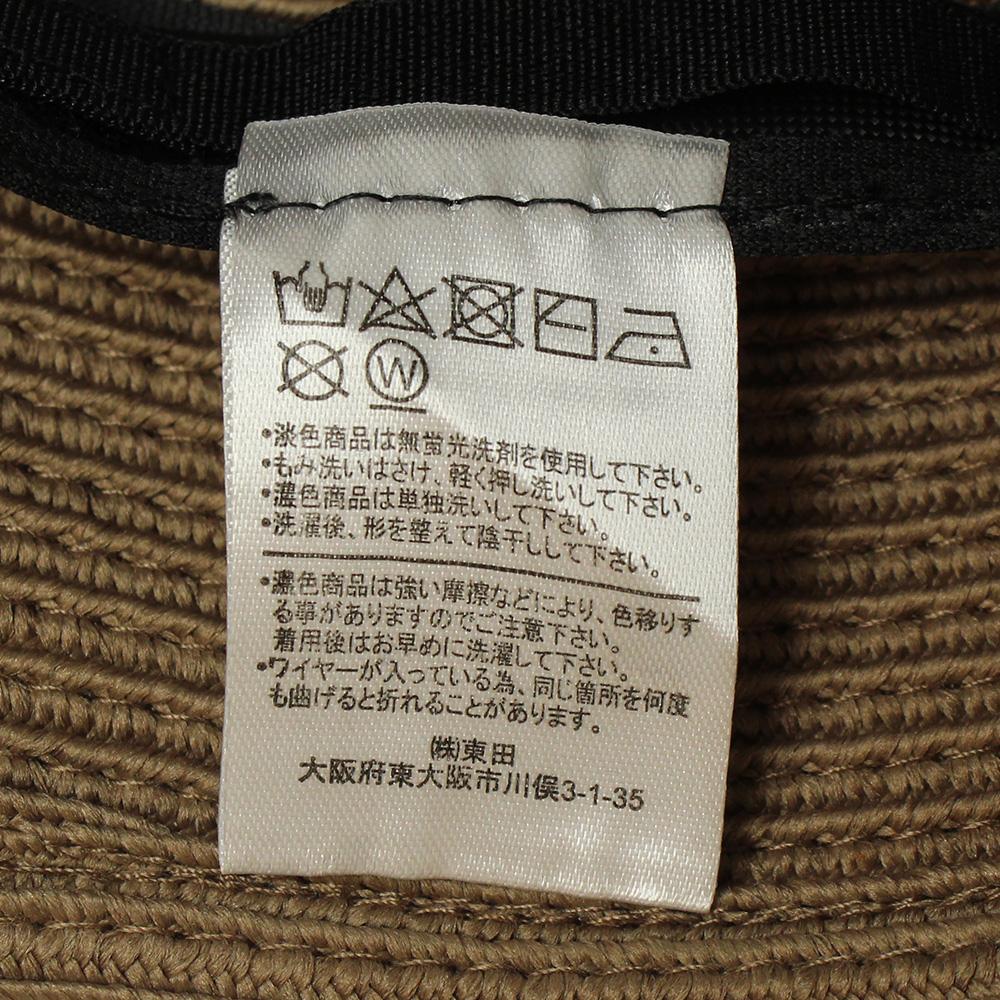 W
•淡色商品は無蛍光洗剤を使用して下さい。
•もみ洗いはさけ、軽く押し洗いして下さい。
•濃色商品は単独洗いして下さい。
•洗濯後、形を整えて陰干しして下さい。
•濃色商品は強い摩擦などにより、色移りす
る事がありますのでご注意下さい。
着用後はお早めに洗濯して下さい。
•ワイヤーが入っている為、同じ箇所を何度
も曲げると折れることがあります。
㈱東田
大阪府東大阪市川俣3-1-35